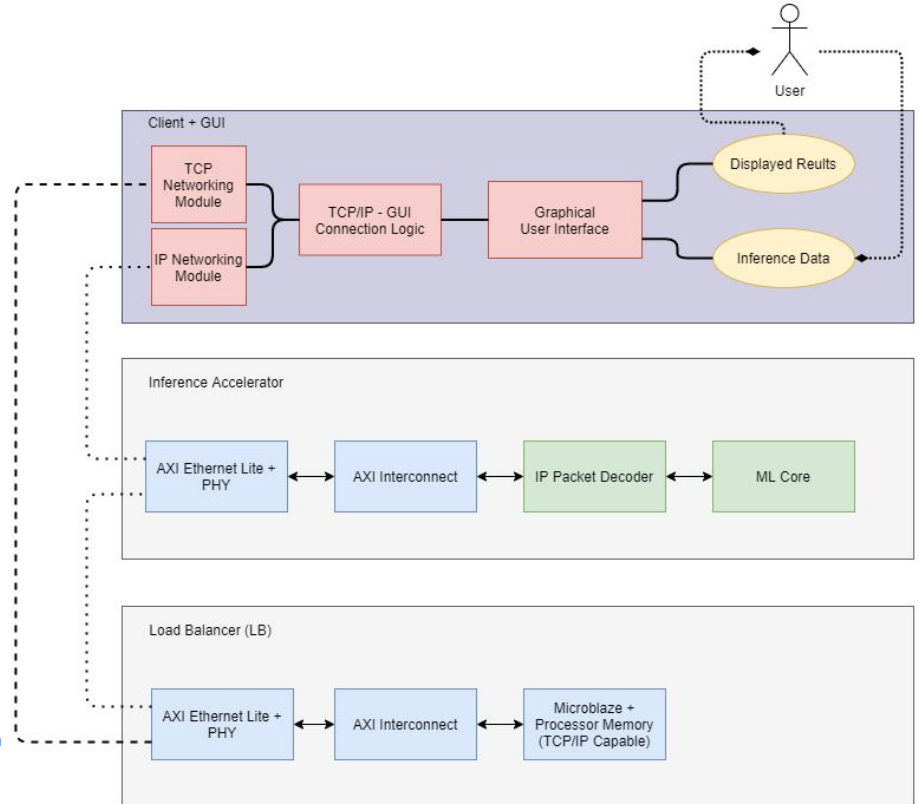 User
Client + GUI
TCP
Networking
Module
IP Networking
Module
TCP/IP - GUI
Connection Logic
Graphical
User Interface
Displayed Reults
Inference Data
Inference Accelerator
AXI Ethernet Lite +
PHY
AXI Interconnect
IP Packet Decoder
ML Core
Load Balancer (LB)
AXI Ethernet Lite +
PHY
AXI Interconnect
Microblaze +
Processor Memory
(TCP/IP Capable)